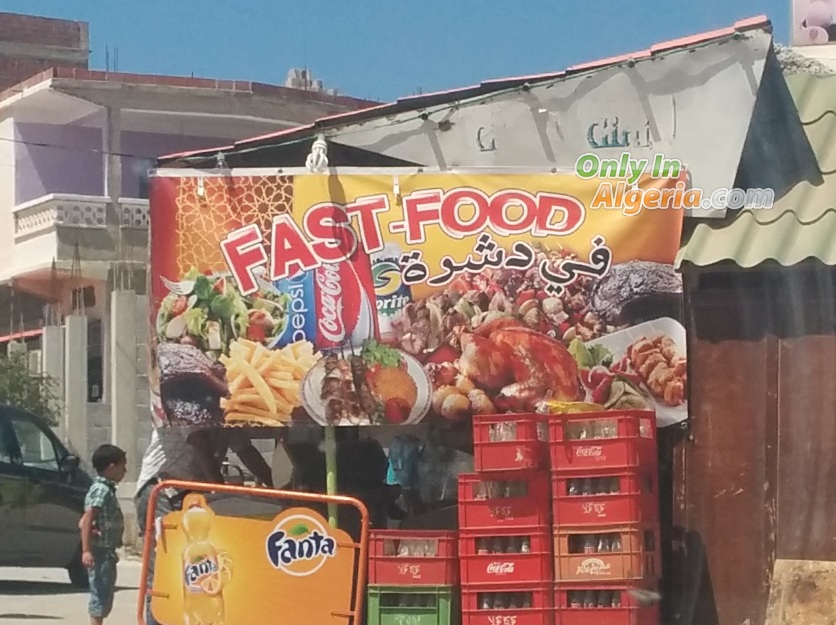 Only In
Algeria.com
FAST-FOOD
في دشرة
pepsi
Coca-Cola
Sprite
Fanta
Fanta
Coca-Cola
Coca-Cola